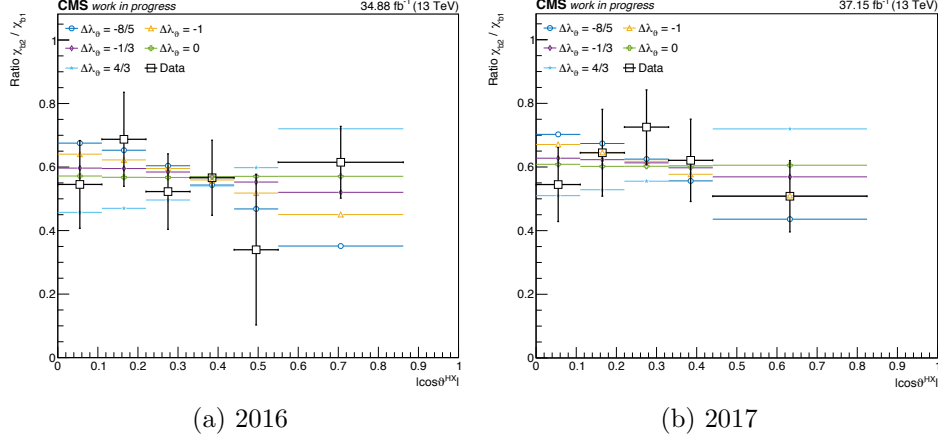 CMS work in progress
34.88 fb⁻¹ (13 TeV)
Ratio χb2 / χb1
Δλϑ = -8/5
Δλϑ = -1
Δλϑ = -1/3
Δλϑ = 0
Δλϑ = 4/3
Data
1
0.8
0.6
0.4
0.2
0
0 0.1 0.2 0.3 0.4 0.5 0.6 0.7 0.8 0.9 1
|cosϑHX|
(a) 2016
CMS work in progress
37.15 fb⁻¹ (13 TeV)
Ratio χb2 / χb1
Δλϑ = -8/5
Δλϑ = -1
Δλϑ = -1/3
Δλϑ = 0
Δλϑ = 4/3
Data
1
0.8
0.6
0.4
0.2
0
0 0.1 0.2 0.3 0.4 0.5 0.6 0.7 0.8 0.9 1
|cosϑHX|
(b) 2017